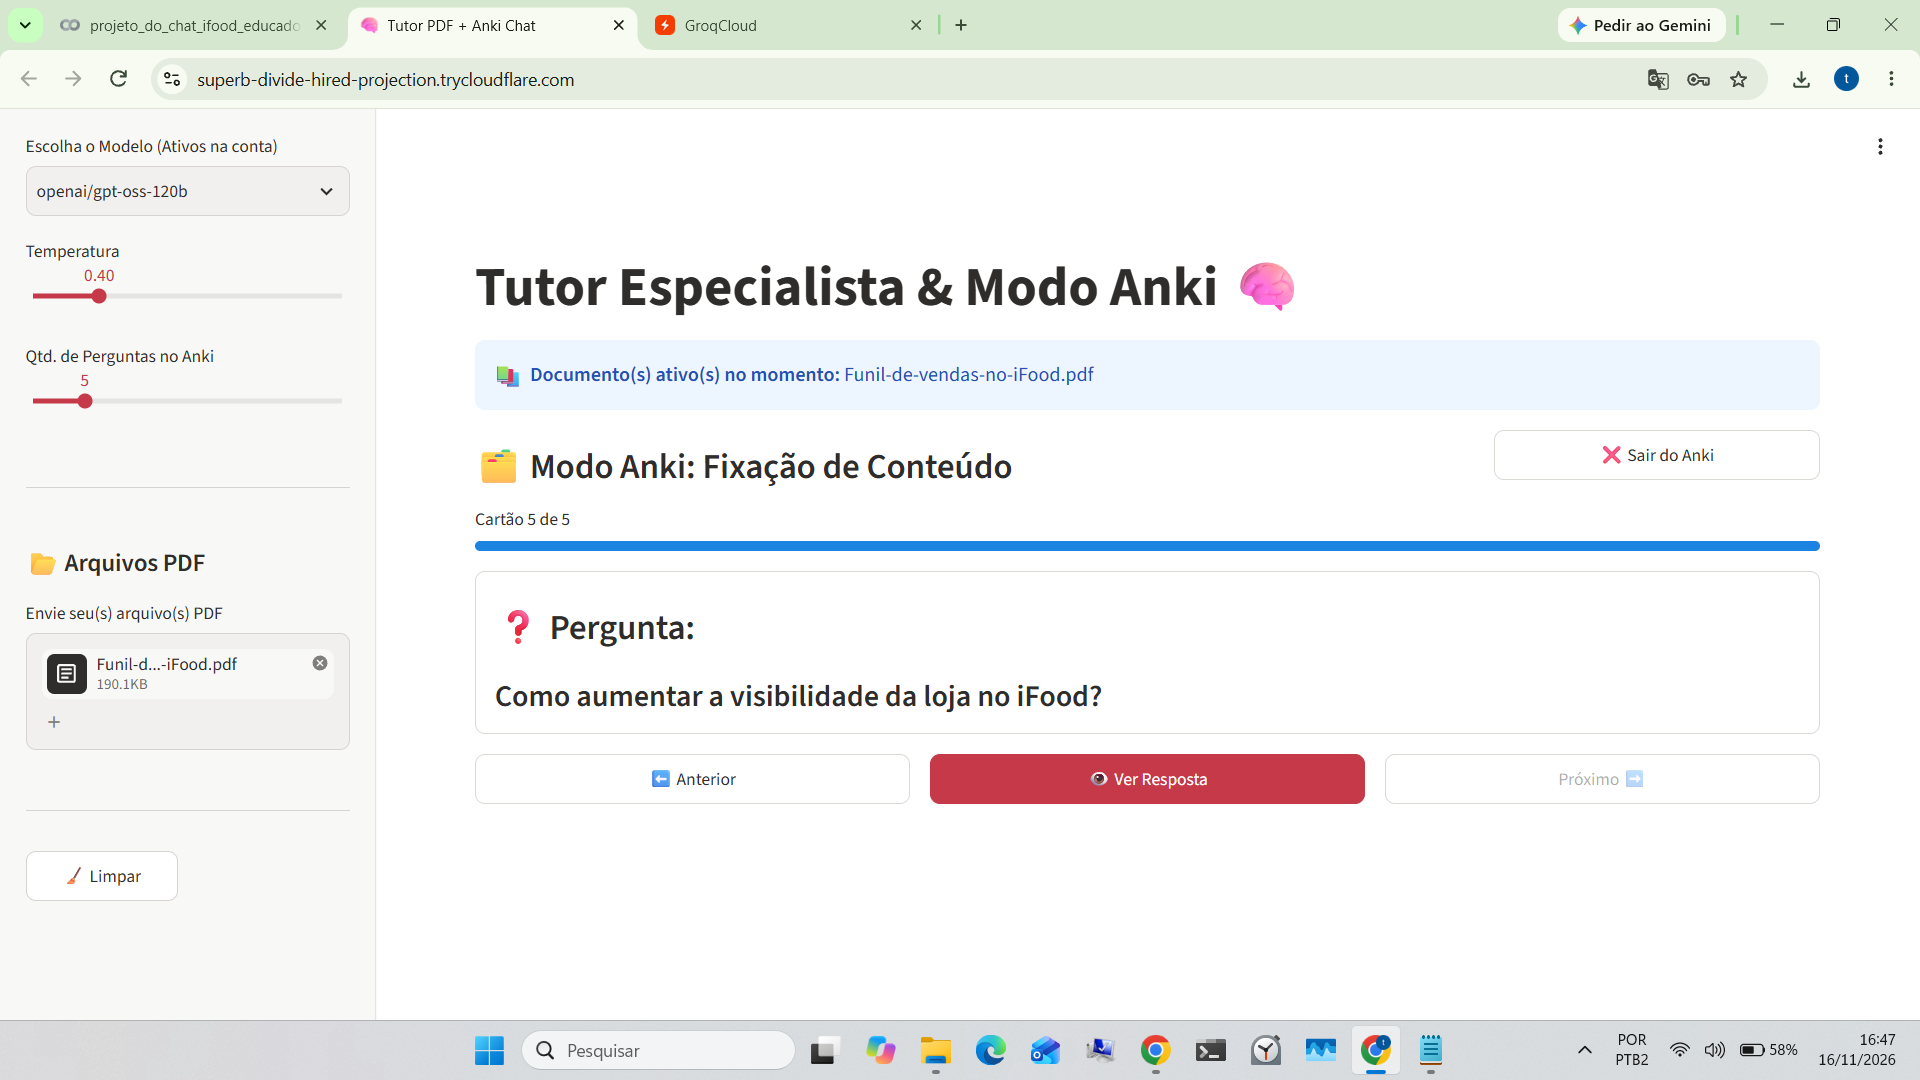 projeto_do_chat_ifood_educado
Tutor PDF + Anki Chat
GroqCloud
Pedir ao Gemini
superb-divide-hired-projection.trycloudflare.com
t
Escolha o Modelo (Ativos na conta)
openai/gpt-oss-120b
Temperatura
0.40
Qtd. de Perguntas no Anki
5
Arquivos PDF
Envie seu(s) arquivo(s) PDF
Funil-d...-iFood.pdf
190.1KB
Limpar
Tutor Especialista & Modo Anki
Documento(s) ativo(s) no momento: Funil-de-vendas-no-iFood.pdf
Modo Anki: Fixação de Conteúdo
Sair do Anki
Cartão 5 de 5
Pergunta:
Como aumentar a visibilidade da loja no iFood?
Anterior
Ver Resposta
Próximo
Pesquisar
POR
PTB2
58%
16:47
16/11/2026